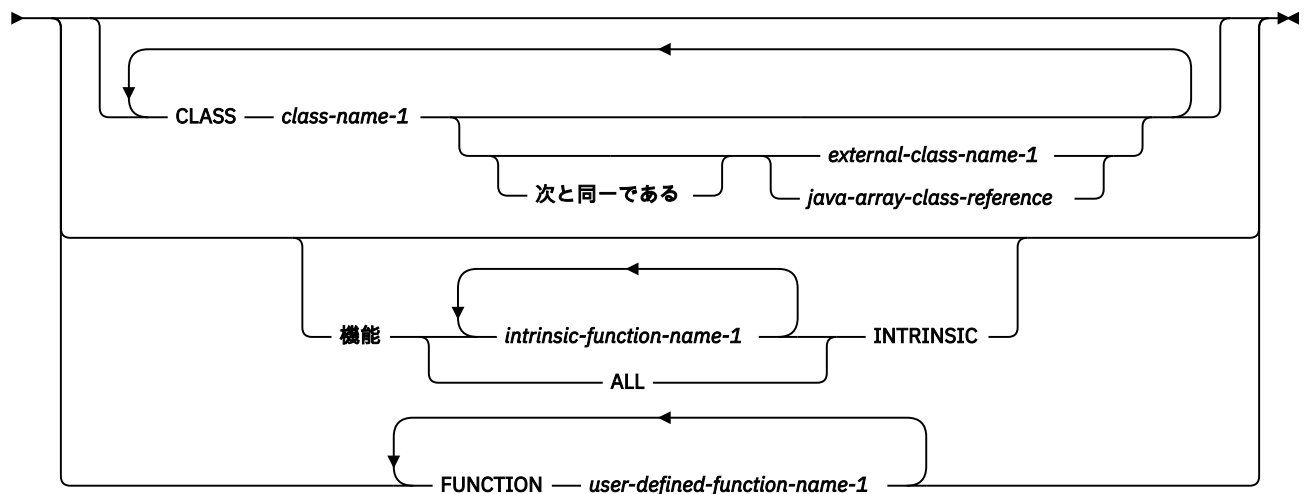 CLASS class-name-1
external-class-name-1
次と同一である
java-array-class-reference
機能 intrinsic-function-name-1 INTRINSIC
ALL
FUNCTION user-defined-function-name-1